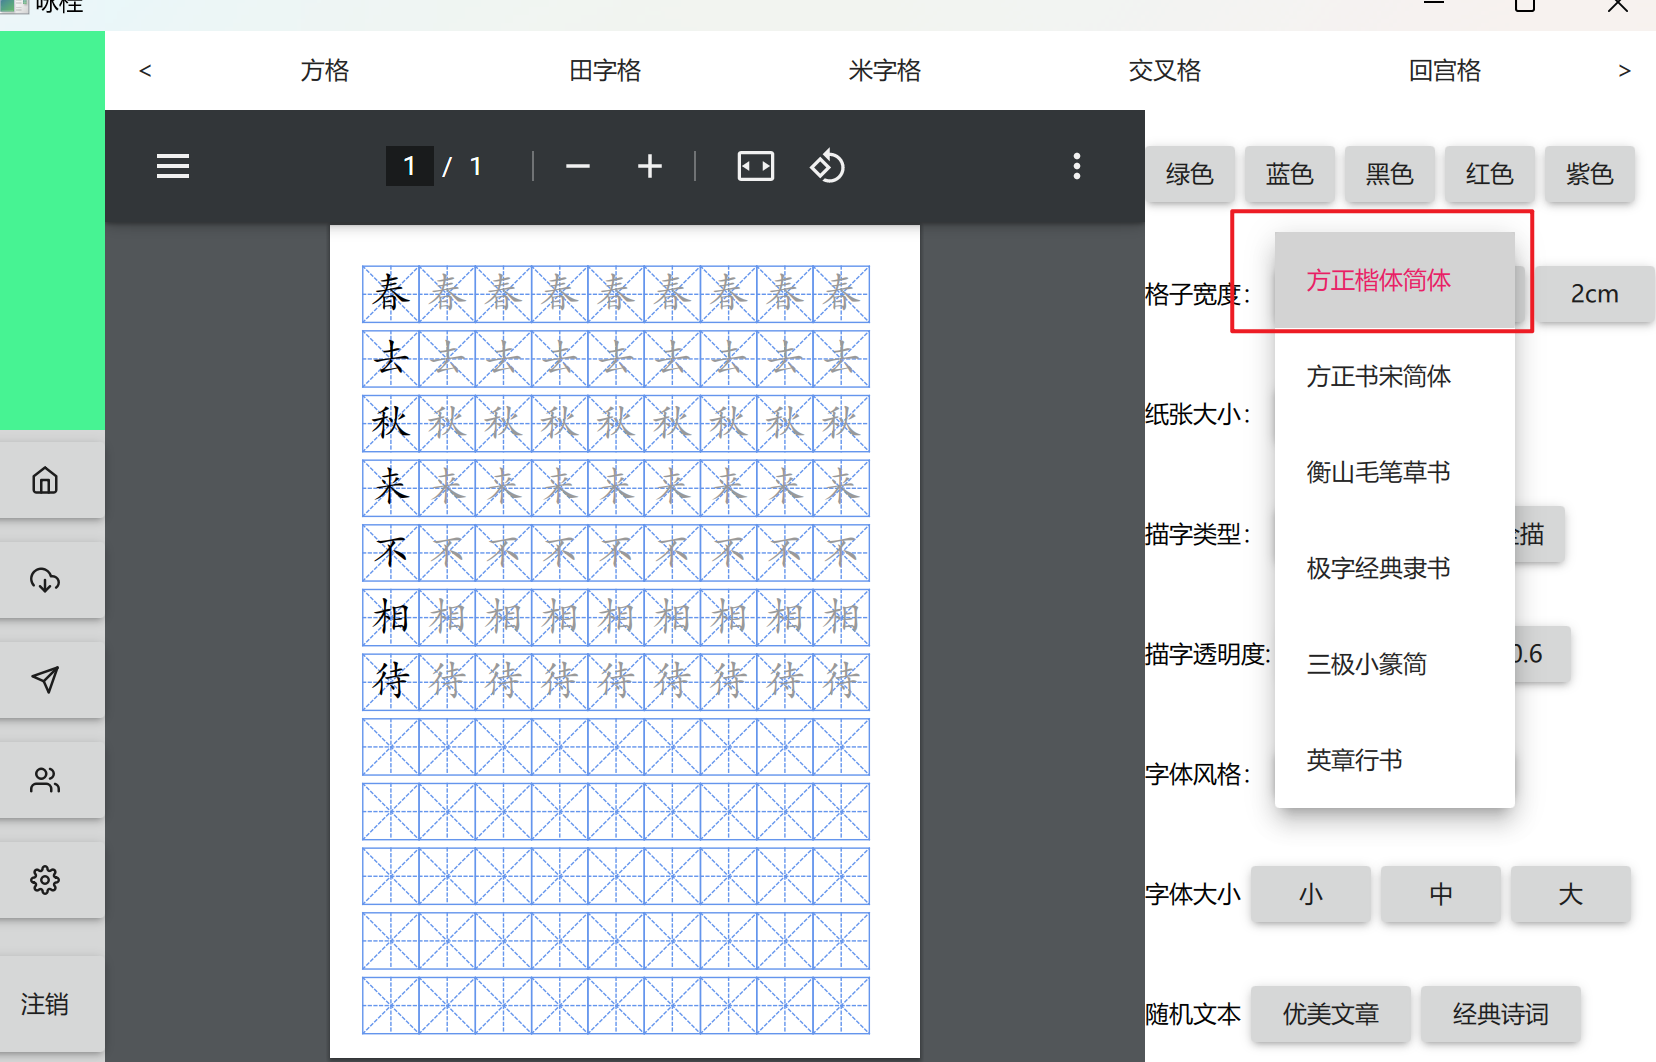 咏程
< 方格 田字格 米字格 交叉格 回宫格 >
1 / 1
绿色 蓝色 黑色 红色 紫色
格子宽度: 2cm
纸张大小:
描字类型: 描
描字透明度: 0.6
字体风格:
方正楷体简体
方正书宋简体
衡山毛笔草书
极字经典隶书
三极小篆简
英章行书
字体大小 小 中 大
随机文本 优美文章 经典诗词
注销
春 春 春 春 春 春 春 春 春
去 去 去 去 去 去 去 去 去
秋 秋 秋 秋 秋 秋 秋 秋 秋
来 来 来 来 来 来 来 来 来
不 不 不 不 不 不 不 不 不
相 相 相 相 相 相 相 相 相
待 待 待 待 待 待 待 待 待